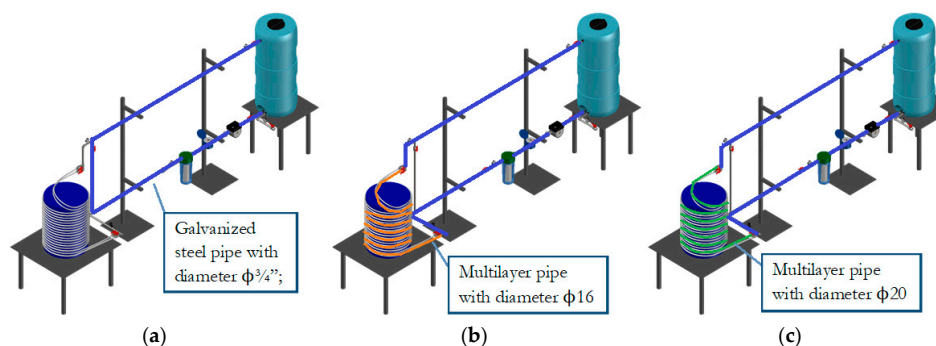 Galvanized
steel pipe with
diameter ϕ¾”;
Multilayer pipe
with diameter ϕ16
Multilayer pipe
with diameter ϕ20
(a)
(b)
(c)